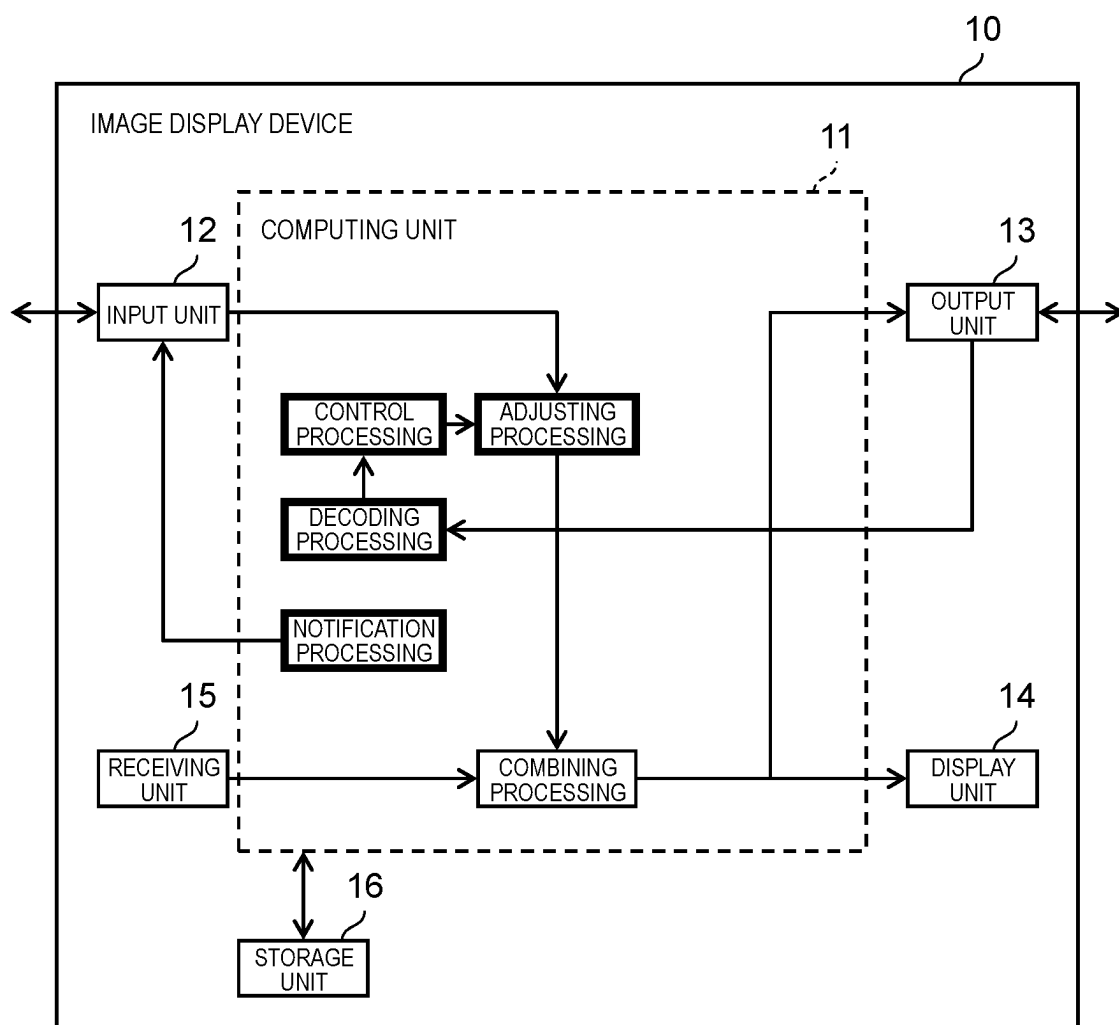 10
IMAGE DISPLAY DEVICE
11
COMPUTING UNIT
12
INPUT UNIT
13
OUTPUT
UNIT
CONTROL
PROCESSING
ADJUSTING
PROCESSING
DECODING
PROCESSING
NOTIFICATION
PROCESSING
15
RECEIVING
UNIT
COMBINING
PROCESSING
14
DISPLAY
UNIT
16
STORAGE
UNIT